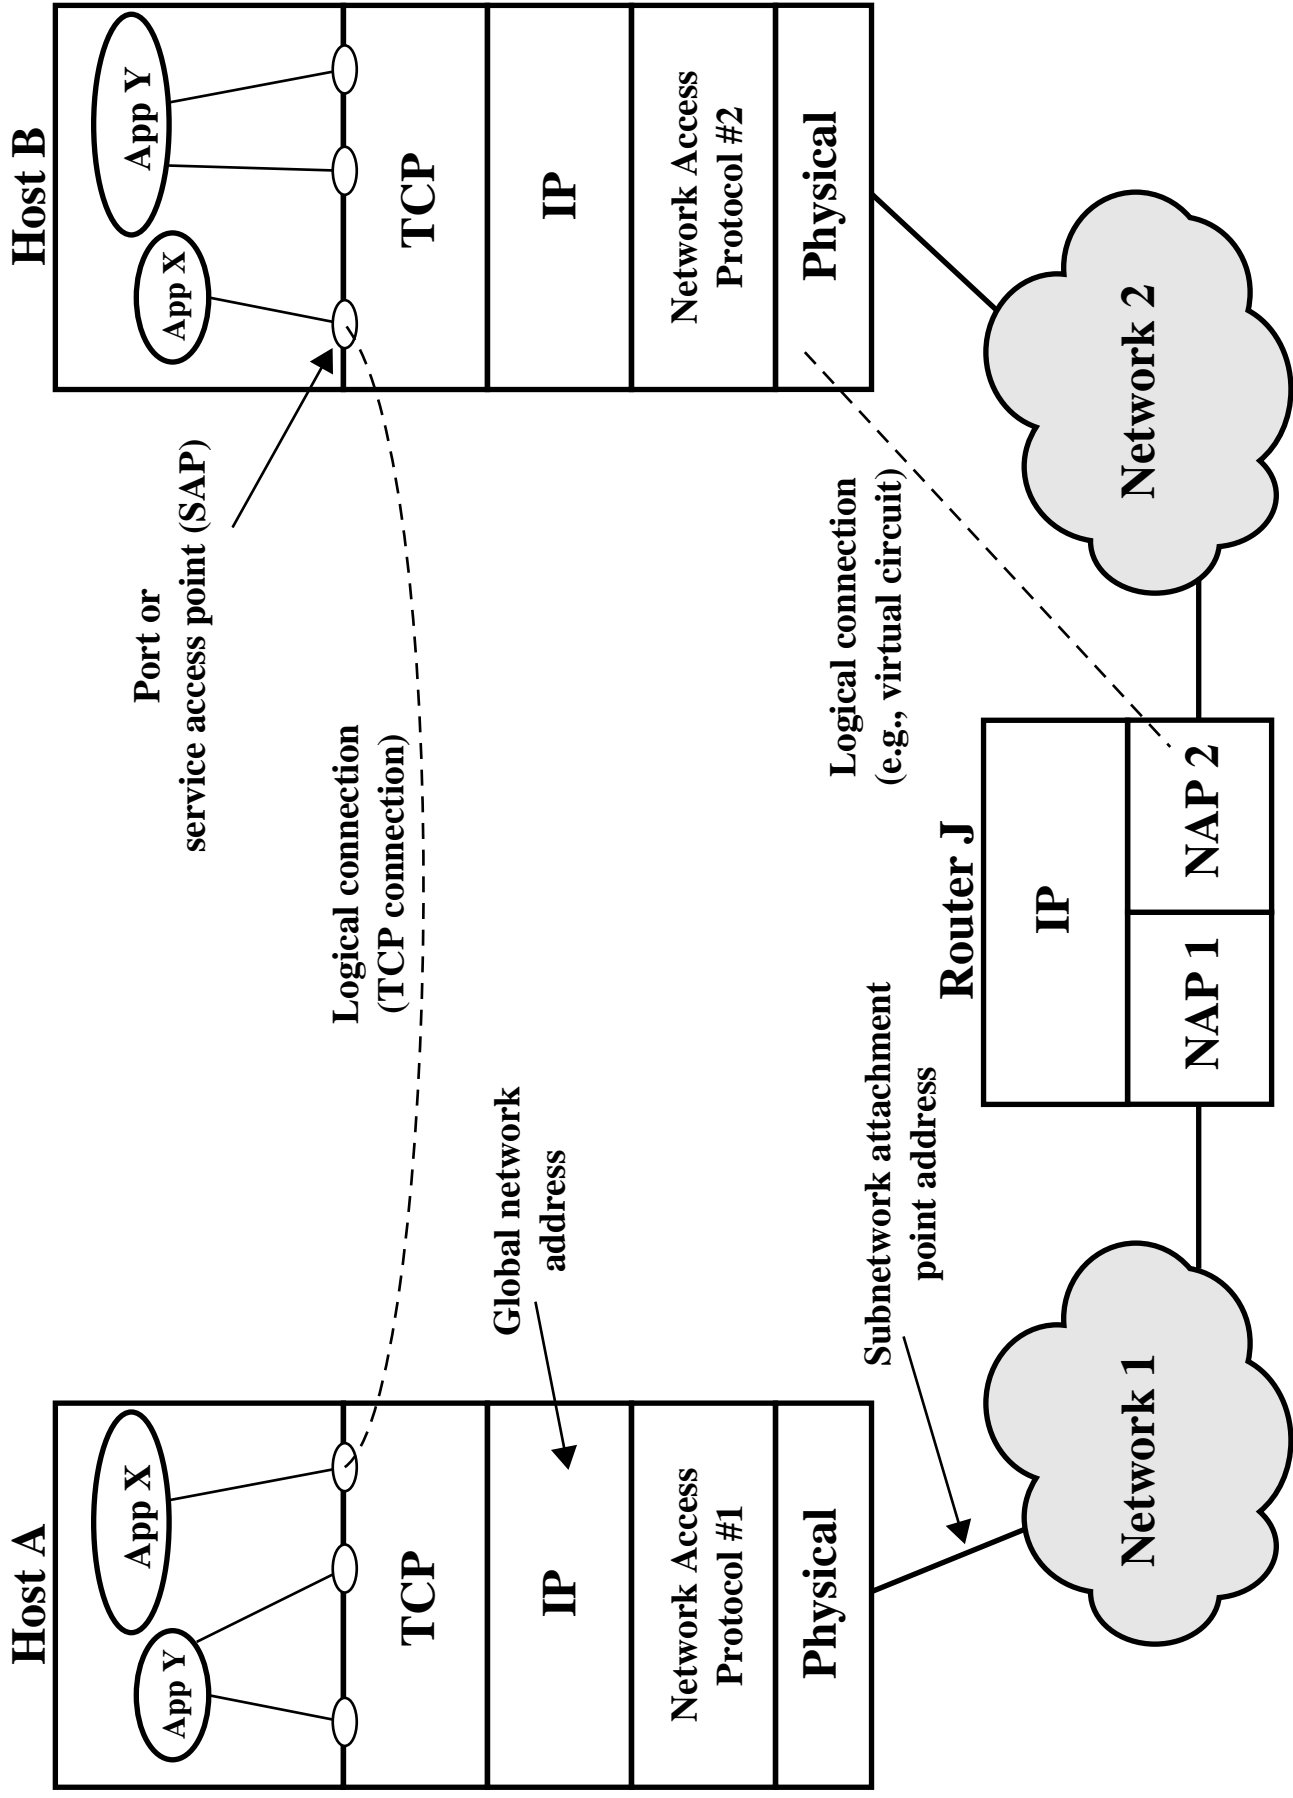 Host A
App Y
App X
TCP
IP
Network Access
Protocol #1
Physical
Network 1
Global network
address
Subnetwork attachment
point address
Logical connection
(TCP connection)
Port or
service access point (SAP)
Logical connection
(e.g., virtual circuit)
Router J
IP
NAP 1
NAP 2
Host B
App X
App Y
TCP
IP
Network Access
Protocol #2
Physical
Network 2